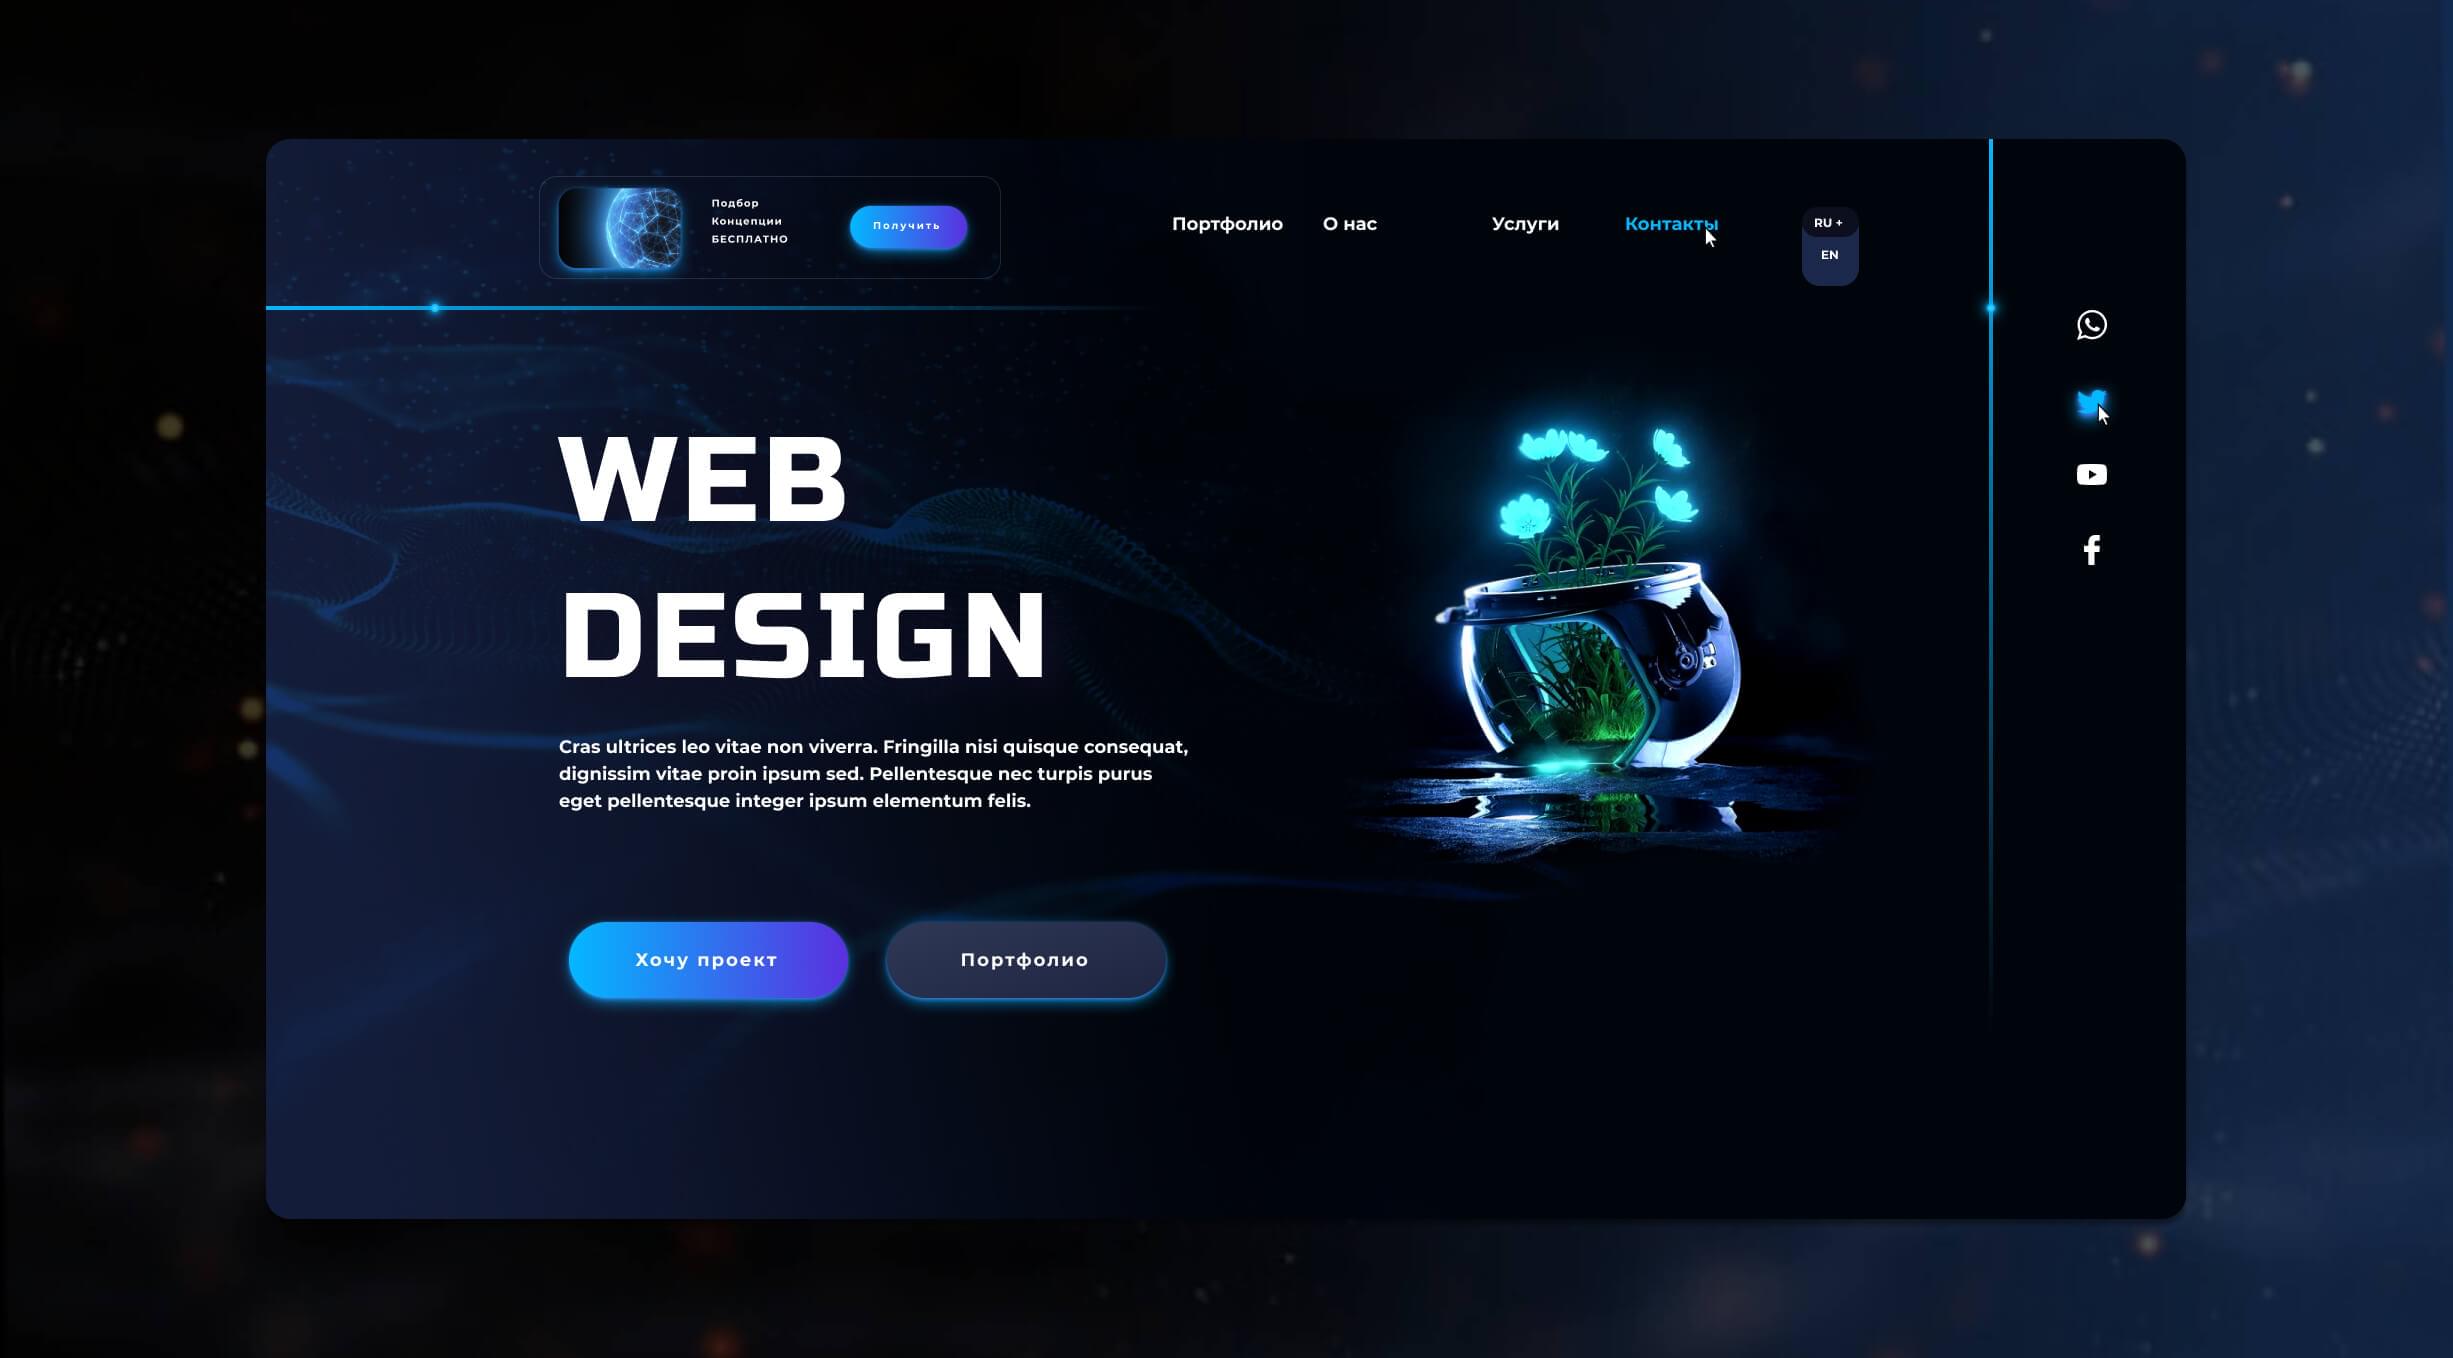 Подбор
Концепции
БЕСПЛАТНО
Получить
Портфолио
О нас
Услуги
Контакты
RU +
EN
WEB
DESIGN
Cras ultrices leo vitae non viverra. Fringilla nisi quisque consequat,
dignissim vitae proin ipsum sed. Pellentesque nec turpis purus
eget pellentesque integer ipsum elementum felis.
Хочу проект
Портфолио